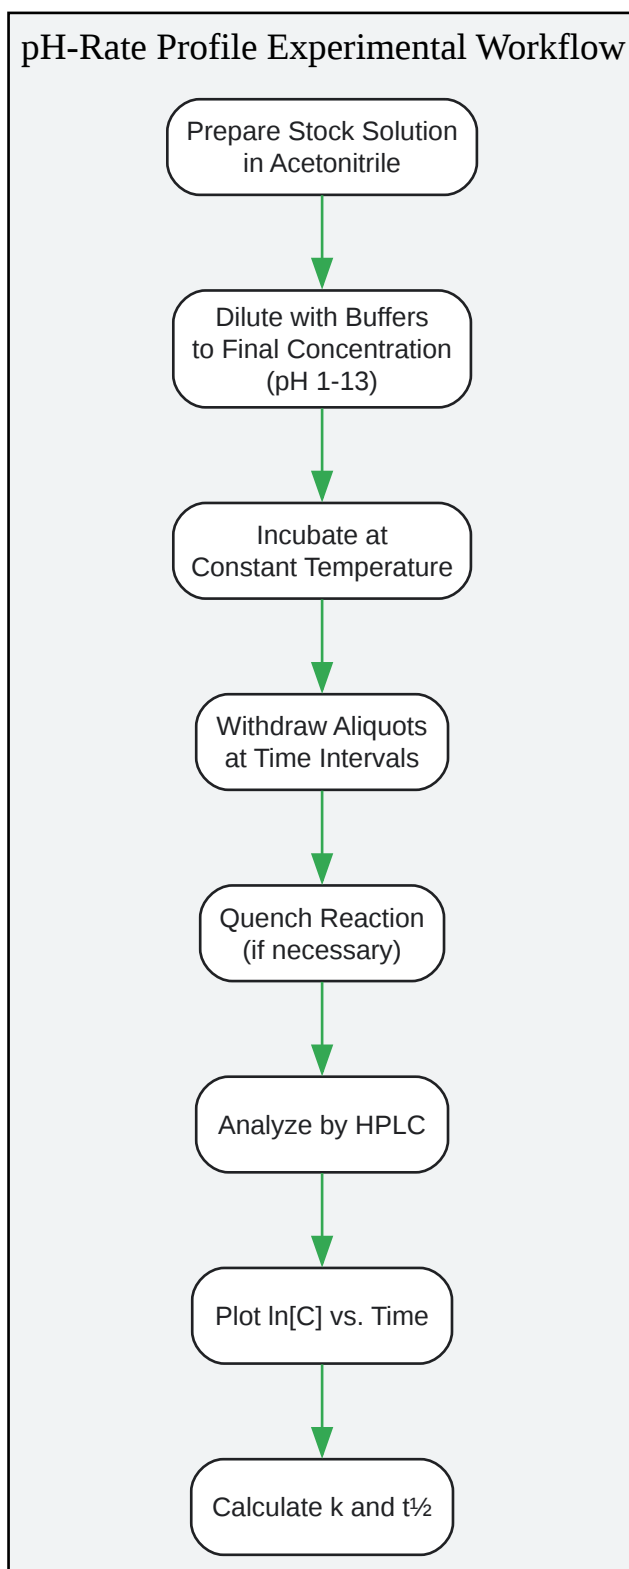 pH-Rate Profile Experimental Workflow
Prepare Stock Solution
in Acetonitrile
Dilute with Buffers
to Final Concentration
(pH 1-13)
Incubate at
Constant Temperature
Withdraw Aliquots
at Time Intervals
Quench Reaction
(if necessary)
Analyze by HPLC
Plot ln[C] vs. Time
Calculate k and t½